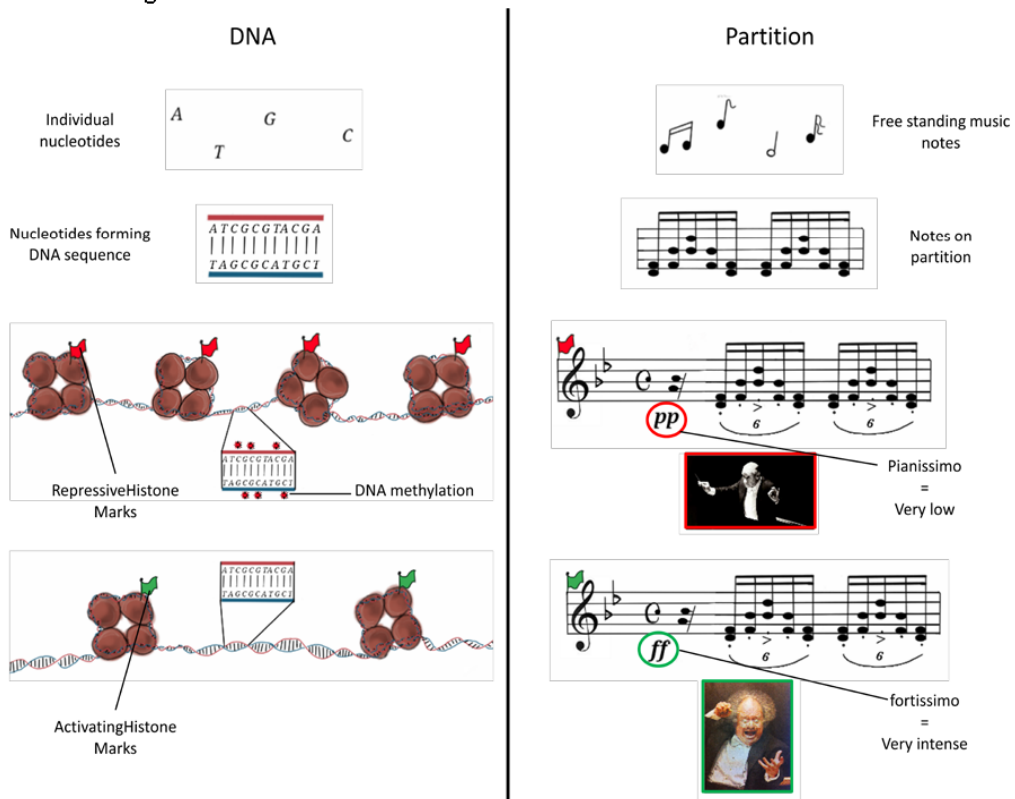 DNA
Partition
Individual
nucleotides
A
G
T
C
Free standing music
notes
Nucleotides forming
DNA sequence
ATCGCGTACGA
TAGCGCATGCT
Notes on
partition
ATCGCGTACGA
TAGCGCATGCT
RepressiveHistone
Marks
DNA methylation
pp
6
6
Pianissimo
=
Very low
ATCGCGTACGA
TAGCGCATGCT
ActivatingHistone
Marks
ff
6
6
fortissimo
=
Very intense